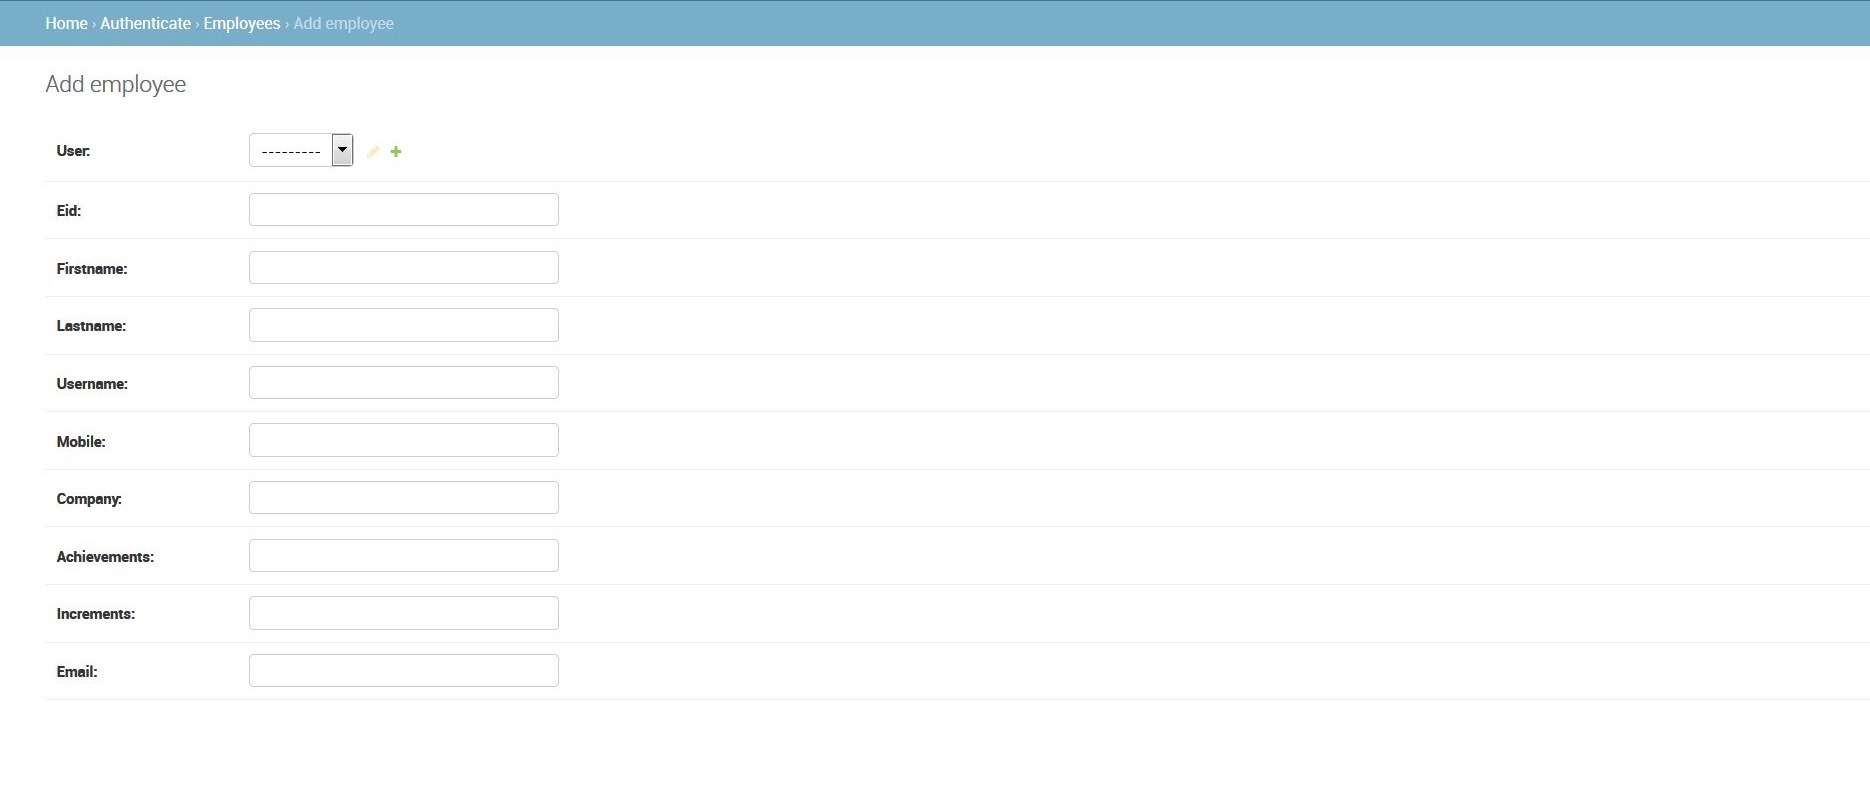 Home › Authenticate › Employees › Add employee
Add employee
User: ---------
Eid:
Firstname:
Lastname:
Username:
Mobile:
Company:
Achievements:
Increments:
Email: